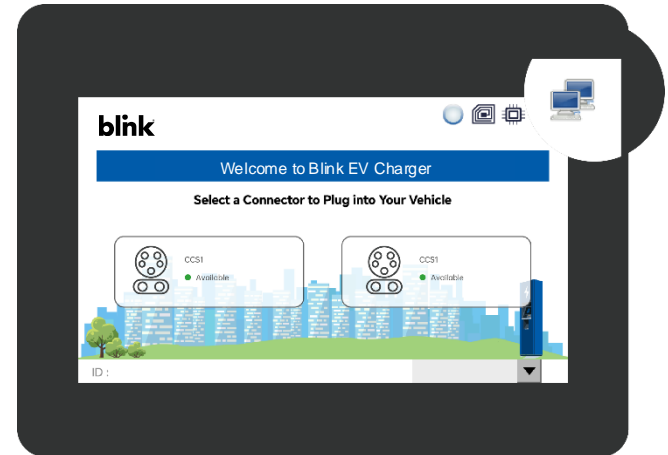 blink
Welcome to Blink EV Charger
Select a Connector to Plug into Your Vehicle
CCS1
Available
CCS1
Available
ID :